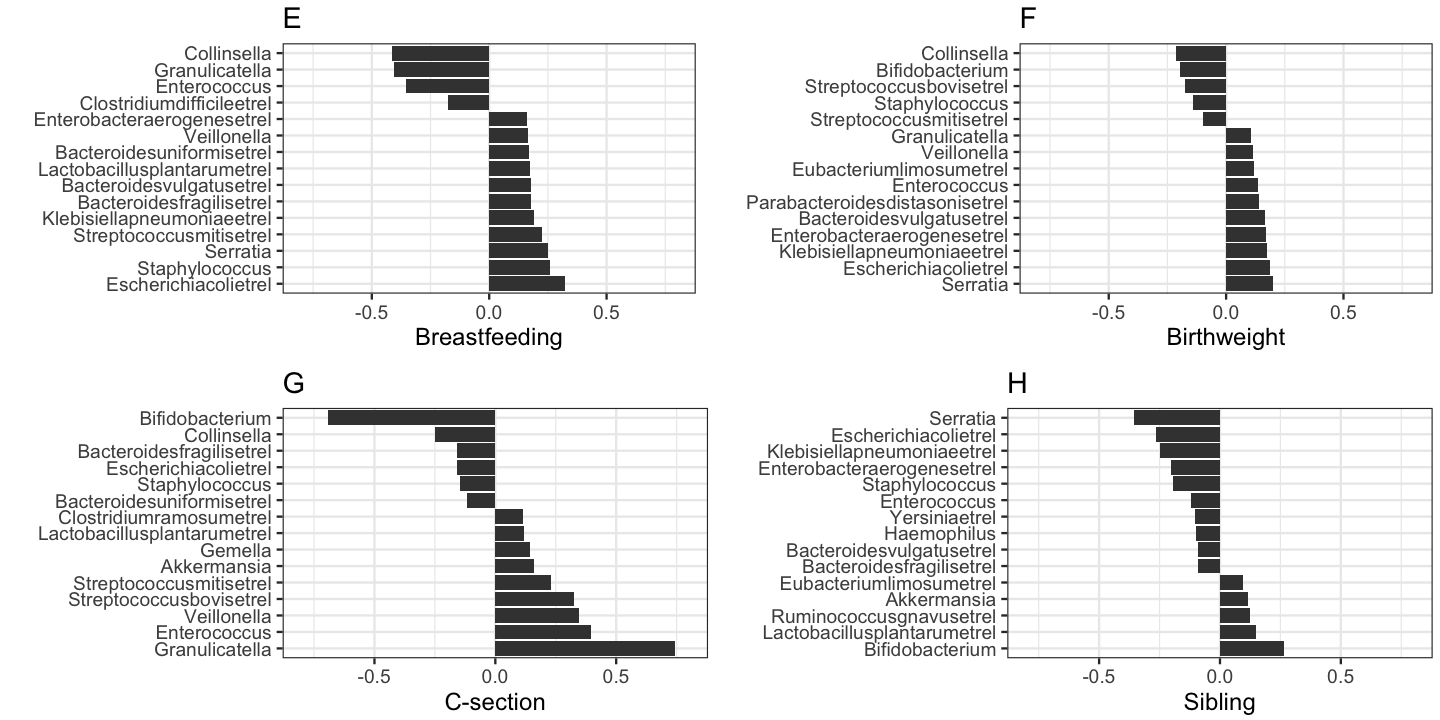 E
Collinsella
Granulicatella
Enterococcus
Clostridiumdifficileetrel
Enterobacteraerogenesetrel
Veillonella
Bacteroidesuniformisetrel
Lactobacillusplantarumetrel
Bacteroidesvulgatusetrel
Bacteroidesfragilisetrel
Klebisiellapneumoniaeetrel
Streptococcusmitisetrel
Serratia
Staphylococcus
Escherichiacolietrel
-0.5 0.0 0.5
Breastfeeding
F
Collinsella
Bifidobacterium
Streptococcusbovisetrel
Staphylococcus
Streptococcusmitisetrel
Granulicatella
Veillonella
Eubacteriumlimosumetrel
Enterococcus
Parabacteroidesdistasonisetrel
Bacteroidesvulgatusetrel
Enterobacteraerogenesetrel
Klebisiellapneumoniaeetrel
Escherichiacolietrel
Serratia
-0.5 0.0 0.5
Birthweight
G
Bifidobacterium
Collinsella
Bacteroidesfragilisetrel
Escherichiacolietrel
Staphylococcus
Bacteroidesuniformisetrel
Clostridiumramosumetrel
Lactobacillusplantarumetrel
Gemella
Akkermansia
Streptococcusmitisetrel
Streptococcusbovisetrel
Veillonella
Enterococcus
Granulicatella
-0.5 0.0 0.5
C-section
H
Serratia
Escherichiacolietrel
Klebisiellapneumoniaeetrel
Enterobacteraerogenesetrel
Staphylococcus
Enterococcus
Yersiniaetrel
Haemophilus
Bacteroidesvulgatusetrel
Bacteroidesfragilisetrel
Eubacteriumlimosumetrel
Akkermansia
Ruminococcusgnavusetrel
Lactobacillusplantarumetrel
Bifidobacterium
-0.5 0.0 0.5
Sibling